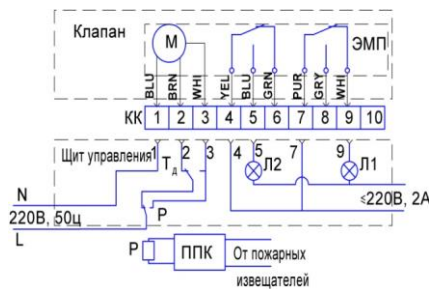 Клапан
М
ЭМП
BLU BRN WHI YEL BLU GRN PUR GRY WHI
КК 1 2 3 4 5 6 7 8 9 10
Щит управления 1 2 3 4 5 7 9
Тд Л2 Л1
N
220В, 50ц Р ≤220В, 2А
L
Р ППК От пожарных
извещателей